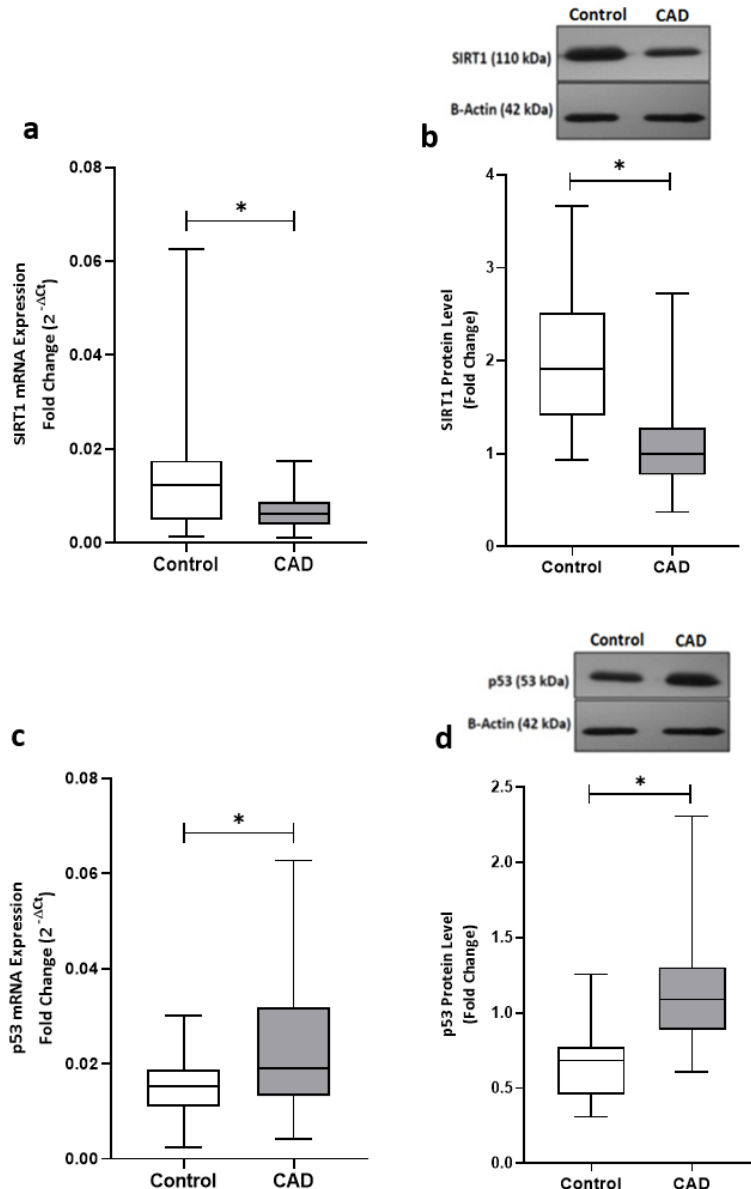 Control CAD
SIRT1 (110 kDa)
B-Actin (42 kDa)
a
0.08
0.06
0.04
0.02
0.00
SIRT1 mRNA Expression
Fold Change (2^-ΔCt)
*
Control CAD
b
4
3
2
1
0
SIRT1 Protein Level
(Fold Change)
*
Control CAD
Control CAD
p53 (53 kDa)
B-Actin (42 kDa)
c
0.08
0.06
0.04
0.02
0.00
p53 mRNA Expression
Fold Change (2^-ΔCt)
*
Control CAD
d
2.5
2.0
1.5
1.0
0.5
0.0
p53 Protein Level
(Fold Change)
*
Control CAD